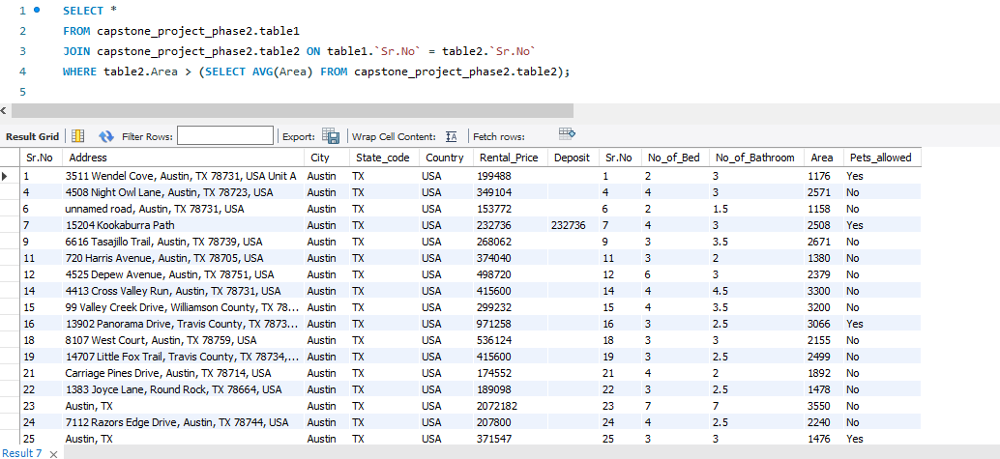 1 SELECT *
2 FROM capstone_project_phase2.table1
3 JOIN capstone_project_phase2.table2 ON table1.`Sr.No` = table2.`Sr.No`
4 WHERE table2.Area > (SELECT AVG(Area) FROM capstone_project_phase2.table2);
5
Result Grid Filter Rows: Export: Wrap Cell Content: IA Fetch rows:
Sr.No Address City State_code Country Rental_Price Deposit Sr.No No_of_Bed No_of_Bathroom Area Pets_allowed
1 3511 Wendel Cove, Austin, TX 78731, USA Unit A Austin TX USA 199488 1 2 3 1176 Yes
4 4508 Night Owl Lane, Austin, TX 78723, USA Austin TX USA 349104 4 4 3 2571 No
6 unnamed road, Austin, TX 78731, USA Austin TX USA 153772 6 2 1.5 1158 No
7 15204 Kookaburra Path Austin TX USA 232736 232736 7 4 3 2508 Yes
9 6616 Tasajillo Trail, Austin, TX 78739, USA Austin TX USA 268062 9 3 3.5 2671 No
11 720 Harris Avenue, Austin, TX 78705, USA Austin TX USA 374040 11 3 2 1380 No
12 4525 Depew Avenue, Austin, TX 78751, USA Austin TX USA 498720 12 6 3 2379 No
14 4413 Cross Valley Run, Austin, TX 78731, USA Austin TX USA 415600 14 4 4.5 3300 No
15 99 Valley Creek Drive, Williamson County, TX 78... Austin TX USA 299232 15 4 3.5 3200 No
16 13902 Panorama Drive, Travis County, TX 7873... Austin TX USA 971258 16 3 2.5 3066 Yes
18 8107 West Court, Austin, TX 78759, USA Austin TX USA 536124 18 3 3 2155 No
19 14707 Little Fox Trail, Travis County, TX 78734,... Austin TX USA 415600 19 3 2.5 2499 No
21 Carriage Pines Drive, Austin, TX 78714, USA Austin TX USA 174552 21 4 2 1892 No
22 1383 Joyce Lane, Round Rock, TX 78664, USA Austin TX USA 189098 22 3 2.5 1478 No
23 Austin, TX Austin TX USA 2072182 23 7 7 3550 No
24 7112 Razors Edge Drive, Austin, TX 78744, USA Austin TX USA 207800 24 4 2.5 2240 No
25 Austin, TX Austin TX USA 371547 25 3 3 1476 Yes
Result 7